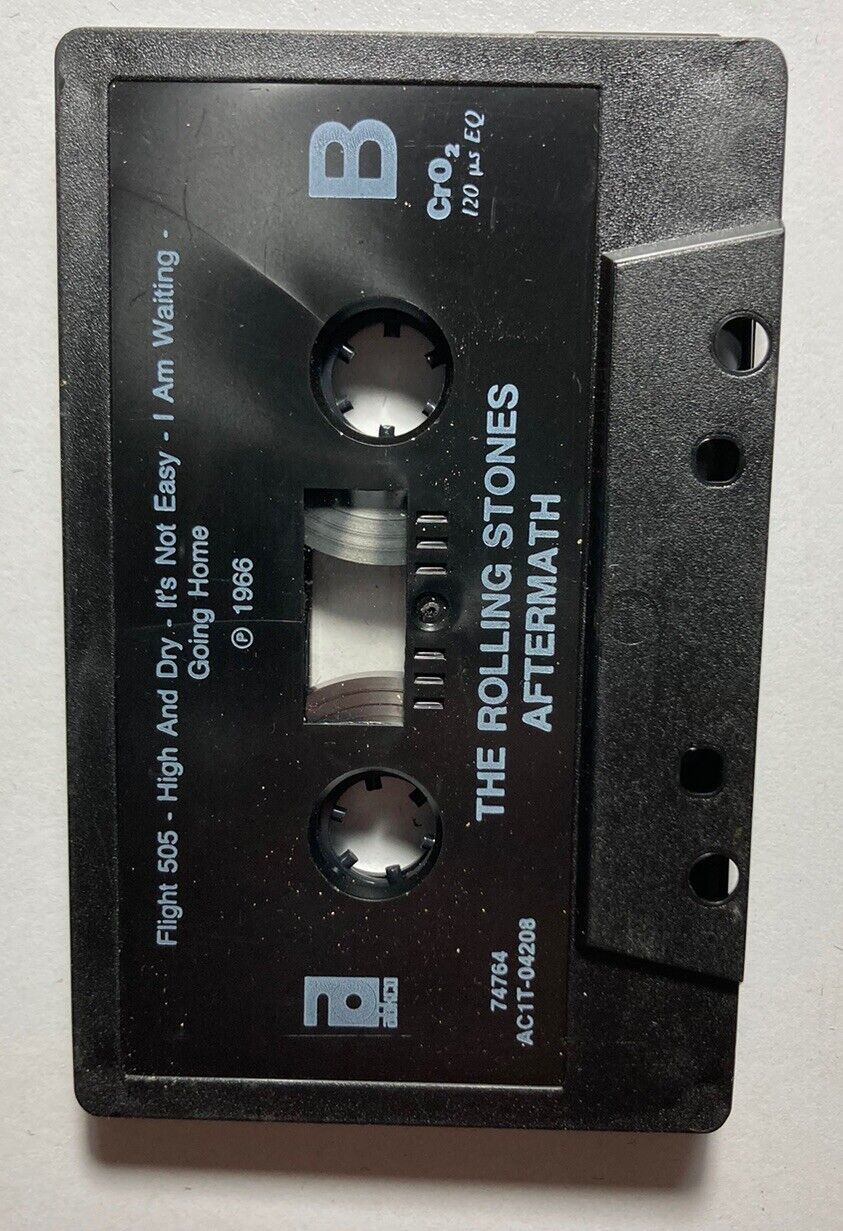 Flight 505 - High And Dry - It's Not Easy - I Am Waiting -
Going Home
℗ 1966
B
CrO₂
120 µs EQ
abkco
THE ROLLING STONES
AFTERMATH
74764
AC1T-04208